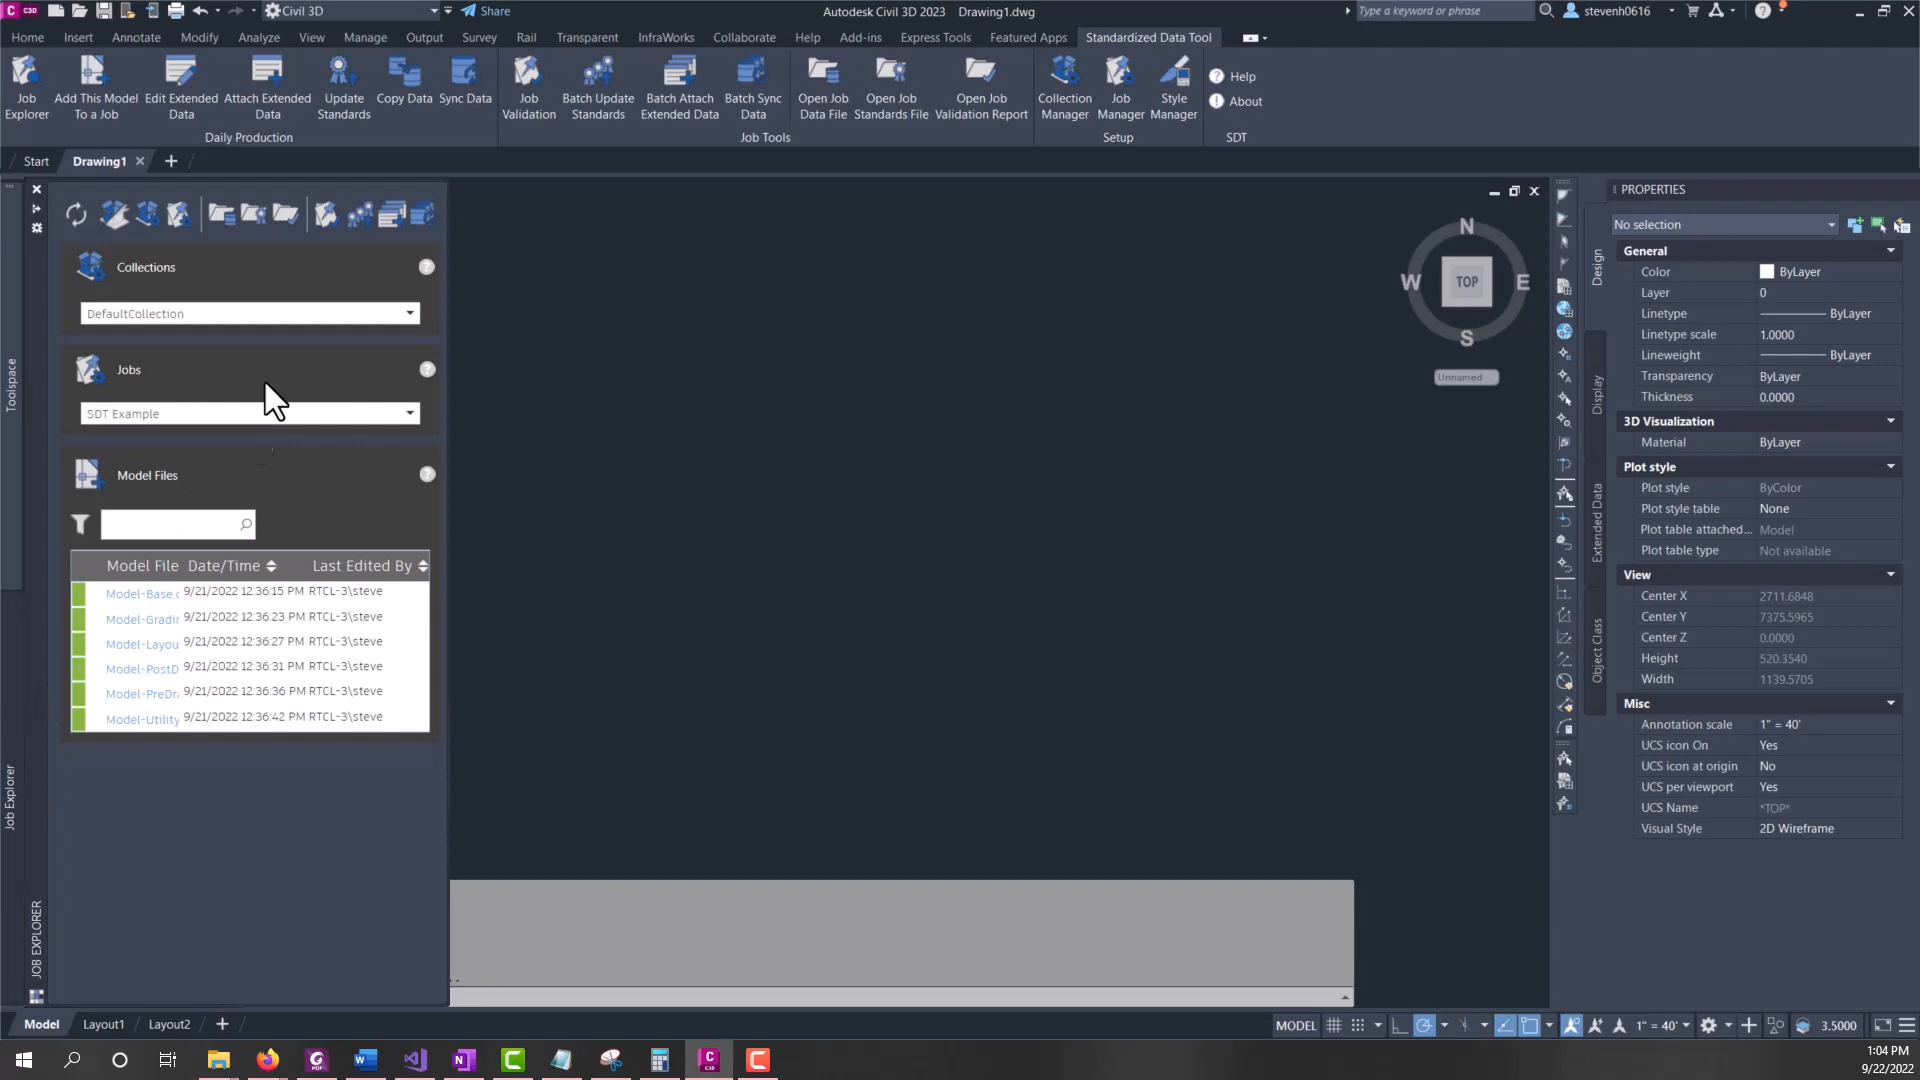 C3D Civil 3D Share Autodesk Civil 3D 2023 Drawing1.dwg Type a keyword or phrase stevenh0616
Home Insert Annotate Modify Analyze View Manage Output Survey Rail Transparent InfraWorks Collaborate Help Add-ins Express Tools Featured Apps Standardized Data Tool
Job Explorer
Add This Model To a Job
Edit Extended Data
Attach Extended Data
Update Standards
Copy Data
Sync Data
Daily Production
Job Validation
Batch Update Standards
Batch Attach Extended Data
Batch Sync Data
Open Job Data File
Open Job Standards File
Open Job Validation Report
Job Tools
Collection Manager
Job Manager
Style Manager
Setup
Help
About
SDT
Start Drawing1
Toolspace
Job Explorer
JOB EXPLORER
Collections
DefaultCollection
Jobs
SDT Example
Model Files
Model File Date/Time Last Edited By
Model-Base. 9/21/2022 12:36:15 PM RTCL-3\steve
Model-Gradin 9/21/2022 12:36:23 PM RTCL-3\steve
Model-Layou 9/21/2022 12:36:27 PM RTCL-3\steve
Model-PostD 9/21/2022 12:36:31 PM RTCL-3\steve
Model-PreDra 9/21/2022 12:36:36 PM RTCL-3\steve
Model-Utility 9/21/2022 12:36:42 PM RTCL-3\steve
N
W TOP E
S
Unnamed
PROPERTIES
No selection
Design
Display
Extended Data
Object Class
General
Color ByLayer
Layer 0
Linetype ByLayer
Linetype scale 1.0000
Lineweight ByLayer
Transparency ByLayer
Thickness 0.0000
3D Visualization
Material ByLayer
Plot style
Plot style ByColor
Plot style table None
Plot table attached... Model
Plot table type Not available
View
Center X 2711.6848
Center Y 7375.5965
Center Z 0.0000
Height 520.3540
Width 1139.5705
Misc
Annotation scale 1" = 40'
UCS icon On Yes
UCS icon at origin No
UCS per viewport Yes
UCS Name *TOP*
Visual Style 2D Wireframe
Model Layout1 Layout2
MODEL 1" = 40' 3.5000
1:04 PM
9/22/2022